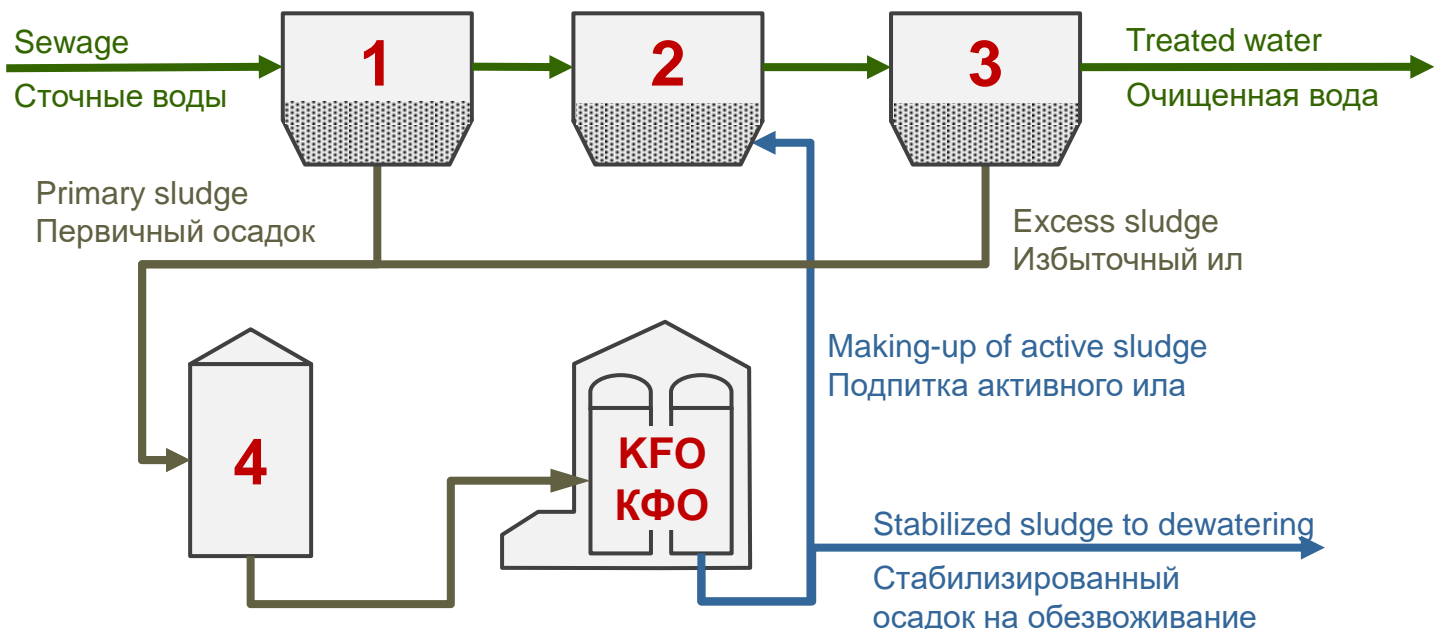 Sewage
Сточные воды
1
2
3
Treated water
Очищенная вода
Primary sludge
Первичный осадок
Excess sludge
Избыточный ил
Making-up of active sludge
Подпитка активного ила
4
KFO
КФО
Stabilized sludge to dewatering
Стабилизированный
осадок на обезвоживание